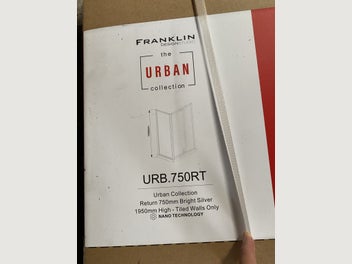 FRANKLIN
the
URBAN
collection
URB.750RT
Urban Collection
Return 750mm Bright Silver
1950mm High - Tiled Walls Only
NANO TECHNOLOGY